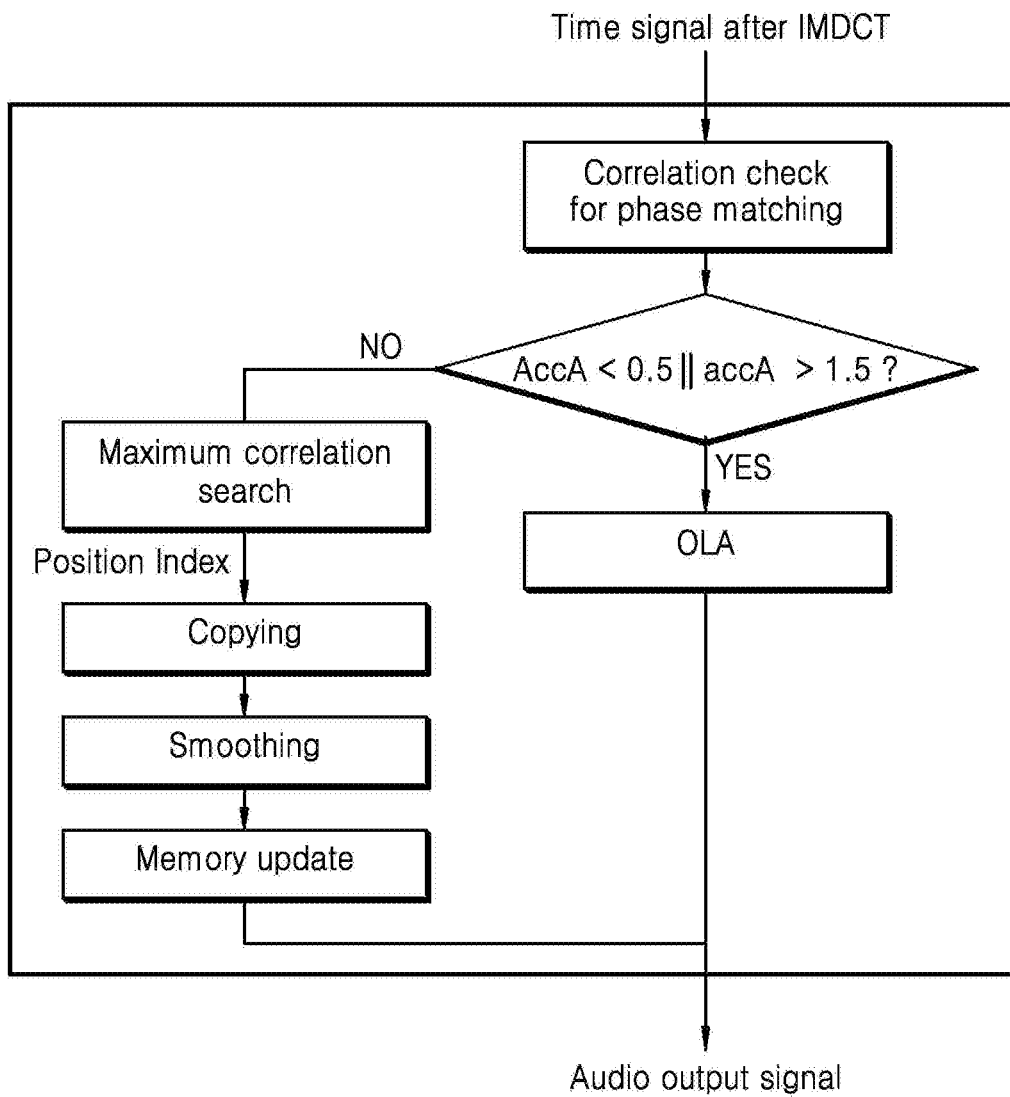 Time signal after IMDCT
Correlation check
for phase matching
NO
AccA < 0.5 || accA > 1.5 ?
Maximum correlation
search
YES
OLA
Position Index
Copying
Smoothing
Memory update
Audio output signal